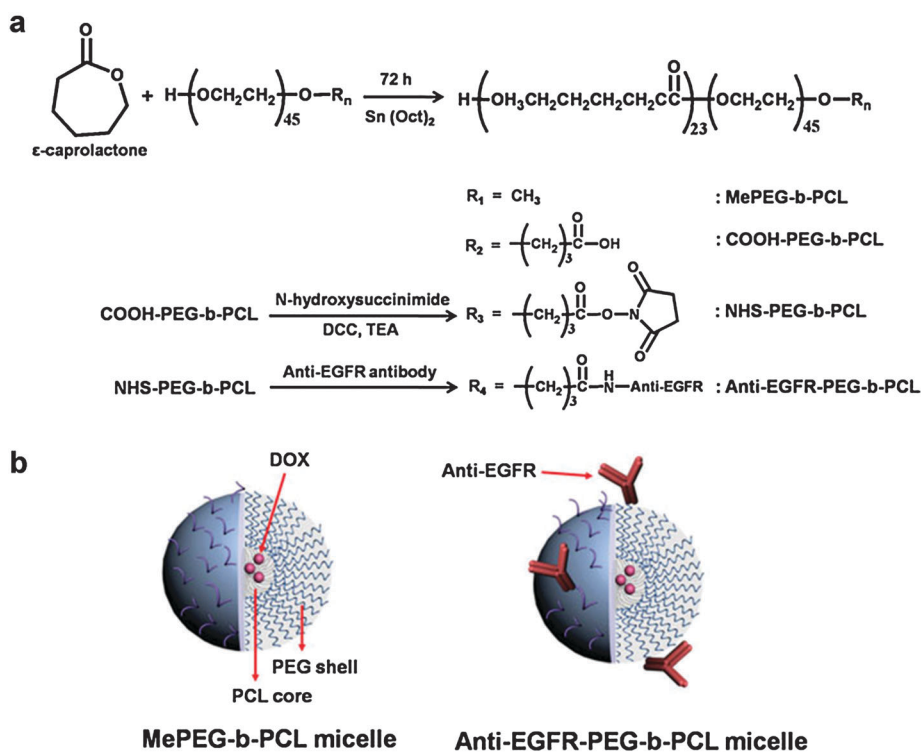 a
ε-caprolactone + H-(OCH₂CH₂)₄₅-O-Rₙ 72 h Sn (Oct)₂ H-(OH₃CH₂CH₂CH₂CH₂C(=O))₂₃-(OCH₂CH₂)₄₅-O-Rₙ
R₁ = CH₃ : MePEG-b-PCL
R₂ = -(CH₂)₃-C(=O)-OH : COOH-PEG-b-PCL
COOH-PEG-b-PCL N-hydroxysuccinimide DCC, TEA R₃ = -(CH₂)₃-C(=O)-O-N O O : NHS-PEG-b-PCL
NHS-PEG-b-PCL Anti-EGFR antibody R₄ = -(CH₂)₃-C(=O)-NH-Anti-EGFR : Anti-EGFR-PEG-b-PCL
b
DOX
PEG shell
PCL core
MePEG-b-PCL micelle
Anti-EGFR
Anti-EGFR-PEG-b-PCL micelle